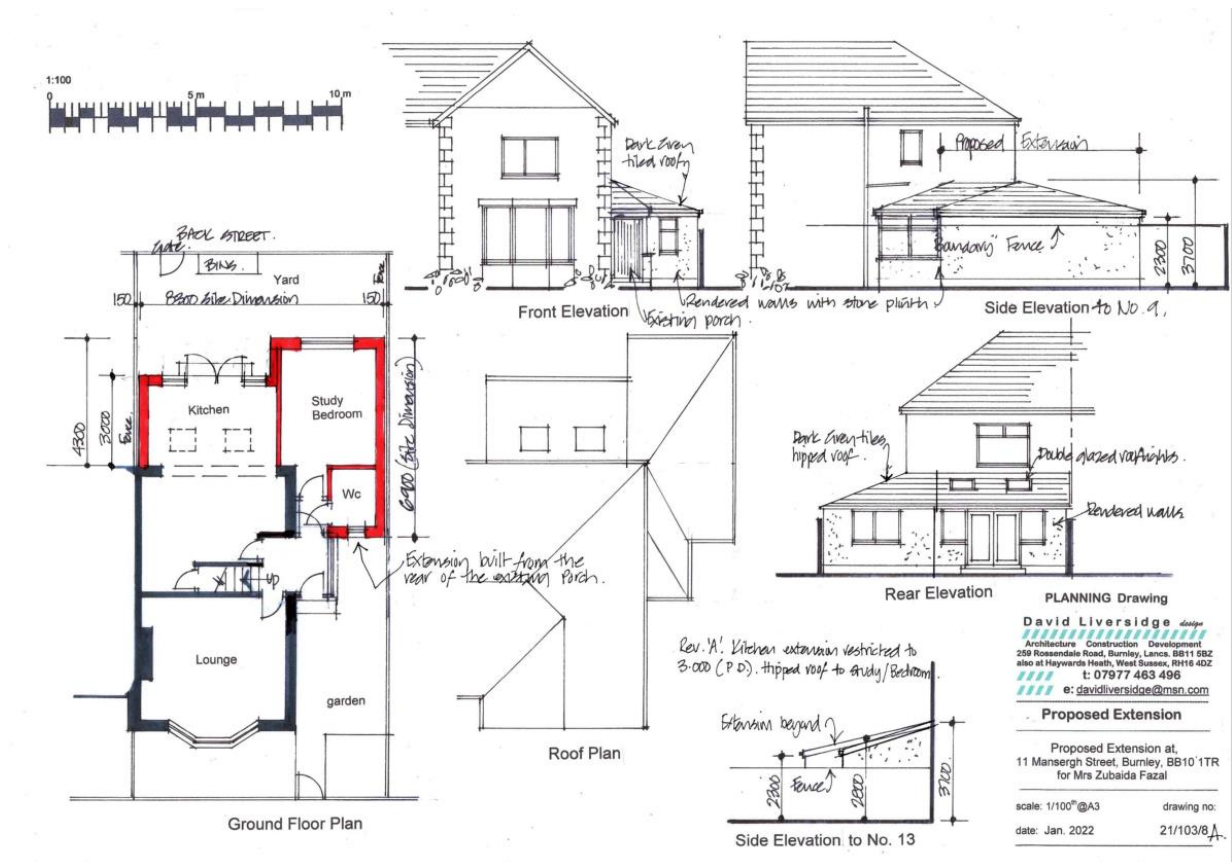 1:100
0 5 m 10 m
Dark Grey
tiled roof
Rendered walls with stone plinth
Existing porch.
Front Elevation
Proposed Extension
Boundary Fence
2300
3700
Side Elevation to No. 9.
BACK STREET.
Gate.
BINS.
Yard
Fence
150 8300 Site Dimension 150
4300
3000
Fence
Kitchen
Study
Bedroom
6900 (Site Dimension)
Wc
UP
Extension built from the
rear of the existing Porch.
Lounge
garden
Ground Floor Plan
Roof Plan
Dark Grey tiles
hipped roof.
Double glazed rooflights.
Rendered walls
Rear Elevation
Rev. 'A'. Kitchen extension restricted to
3.000 (P.D.). Hipped roof to Study/Bedroom.
Extension beyond
Fence
2300
2800
3700
Side Elevation to No. 13
PLANNING Drawing
David Liversidge design
Architecture Construction Development
259 Rossendale Road, Burnley, Lancs. BB11 5BZ
also at Haywards Heath, West Sussex, RH16 4DZ
t: 07977 463 496
e: davidliversidge@msn.com
Proposed Extension
Proposed Extension at,
11 Mansergh Street, Burnley, BB10 1TR
for Mrs Zubaida Fazal
scale: 1/100th@A3 drawing no:
date: Jan. 2022 21/103/8A.